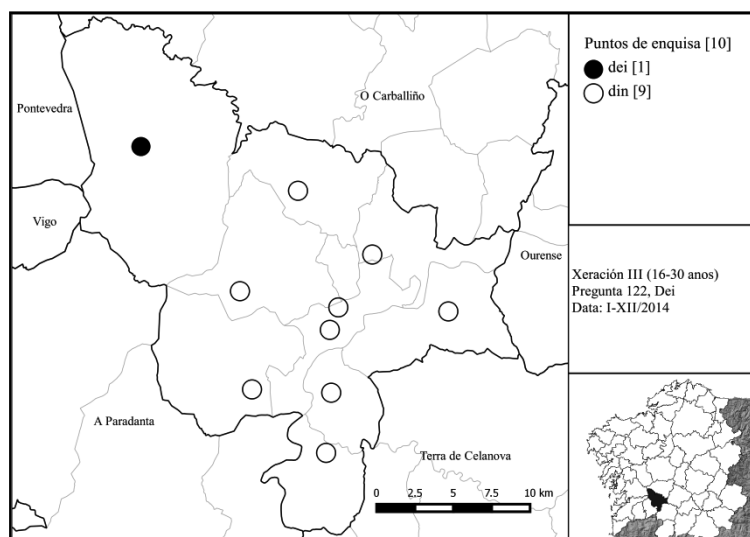 Puntos de enquisa [10]
dei [1]
din [9]
Pontevedra
O Carballiño
Vigo
Ourense
A Paradanta
Terra de Celanova
0 2,5 5 7.5 10 km
Xeración III (16-30 anos)
Pregunta 122, Dei
Data: I-XII/2014